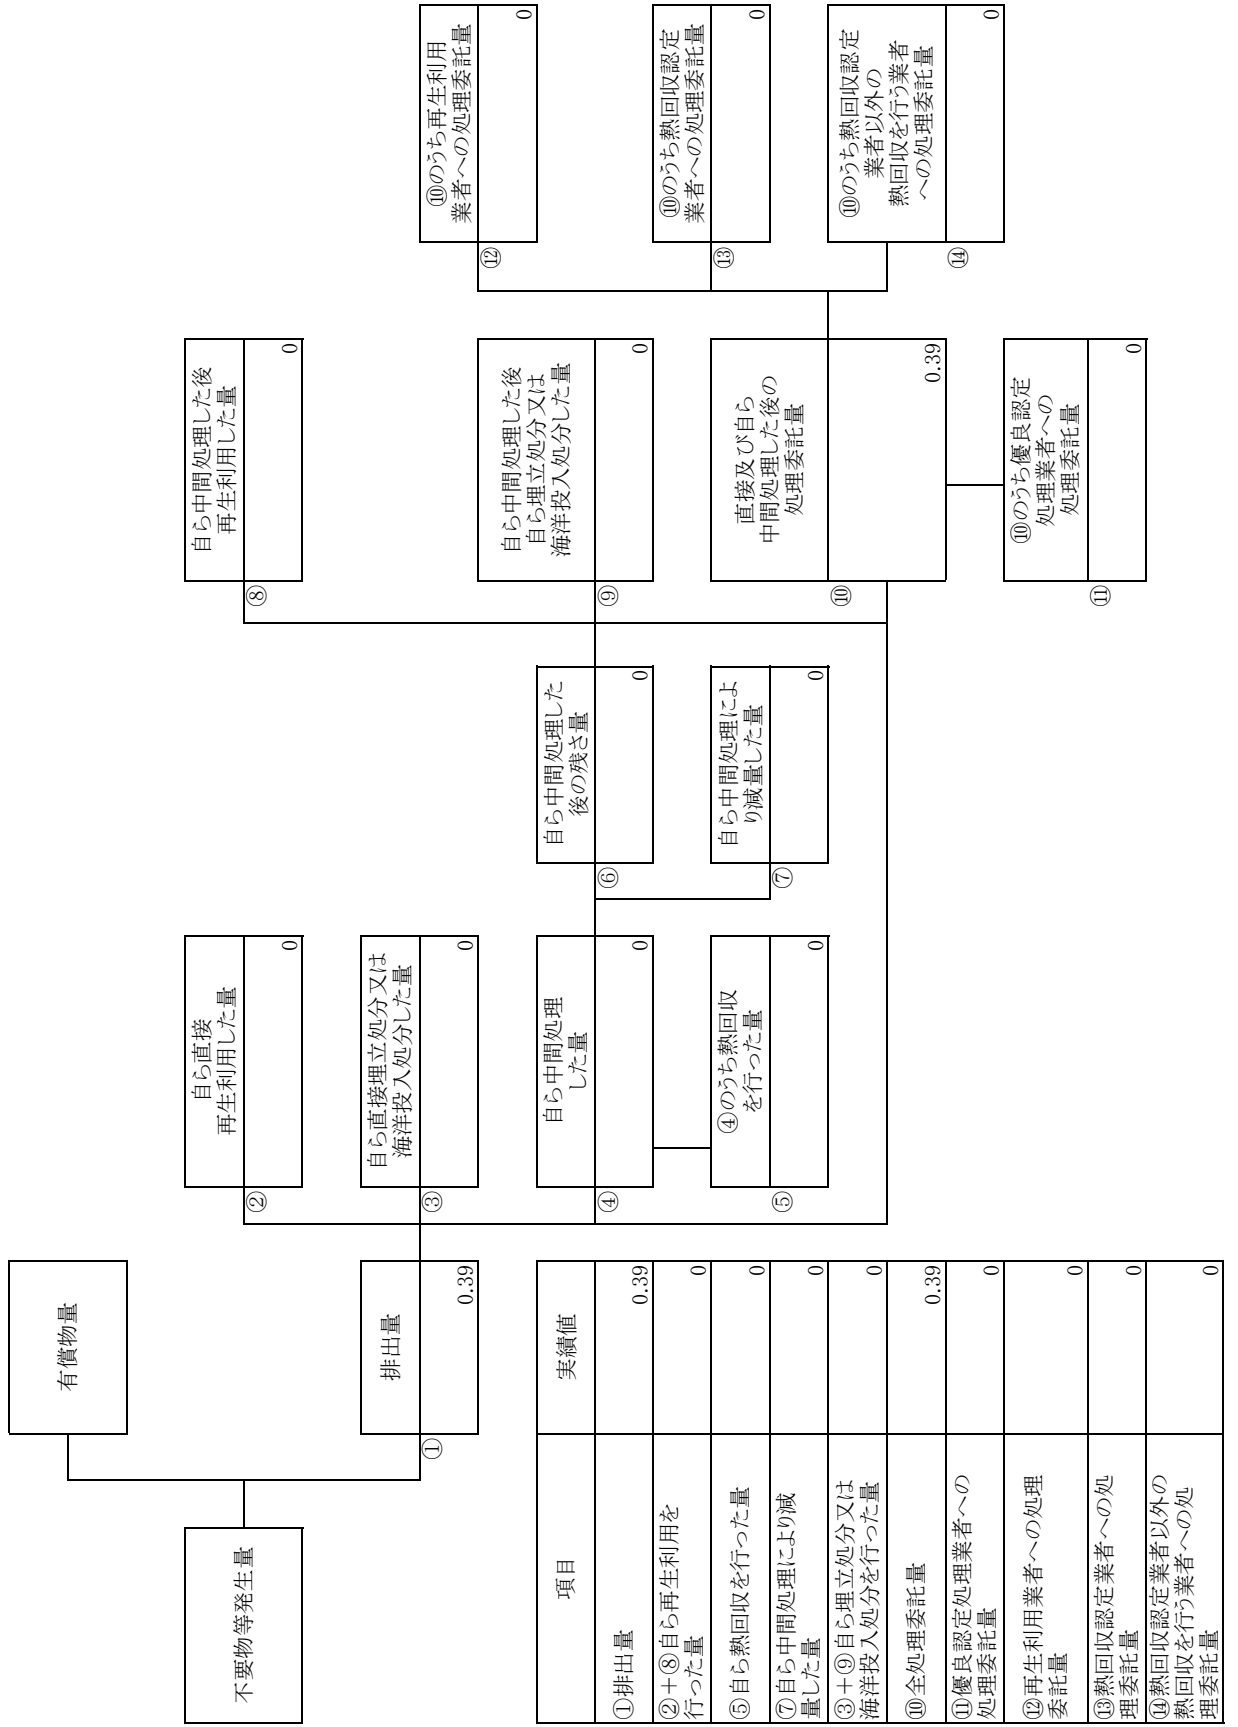 有償物量
不要物等発生量
排出量
①
0.39
自ら直接
再生利用した量
②
0
自ら直接埋立処分又は
海洋投入処分した量
③
0
自ら中間処理
した量
④
0
④のうち熱回収
を行った量
⑤
0
自ら中間処理した
後の残さ量
⑥
0
自ら中間処理によ
り減量した量
⑦
0
自ら中間処理した後
再生利用した量
⑧
0
自ら中間処理した後
自ら埋立処分又は
海洋投入処分した量
⑨
0
直接及び自ら
中間処理した後の
処理委託量
⑩
0.39
⑩のうち優良認定
処理業者への
処理委託量
⑪
0
⑩のうち再生利用
業者への処理委託量
⑫
0
⑩のうち熱回収認定
業者への処理委託量
⑬
0
⑩のうち熱回収認定
業者以外の
熱回収を行う業者
への処理委託量
⑭
0
項目 実績値
①排出量 0.39
②+⑧自ら再生利用を
行った量 0
⑤自ら熱回収を行った量 0
⑦自ら中間処理により減
量した量 0
③+⑨自ら埋立処分又は
海洋投入処分を行った量 0
⑩全処理委託量 0.39
⑪優良認定処理業者への
処理委託量 0
⑫再生利用業者への処理
委託量 0
⑬熱回収認定業者への処
理委託量 0
⑭熱回収認定業者以外の
熱回収を行う業者への処
理委託量 0